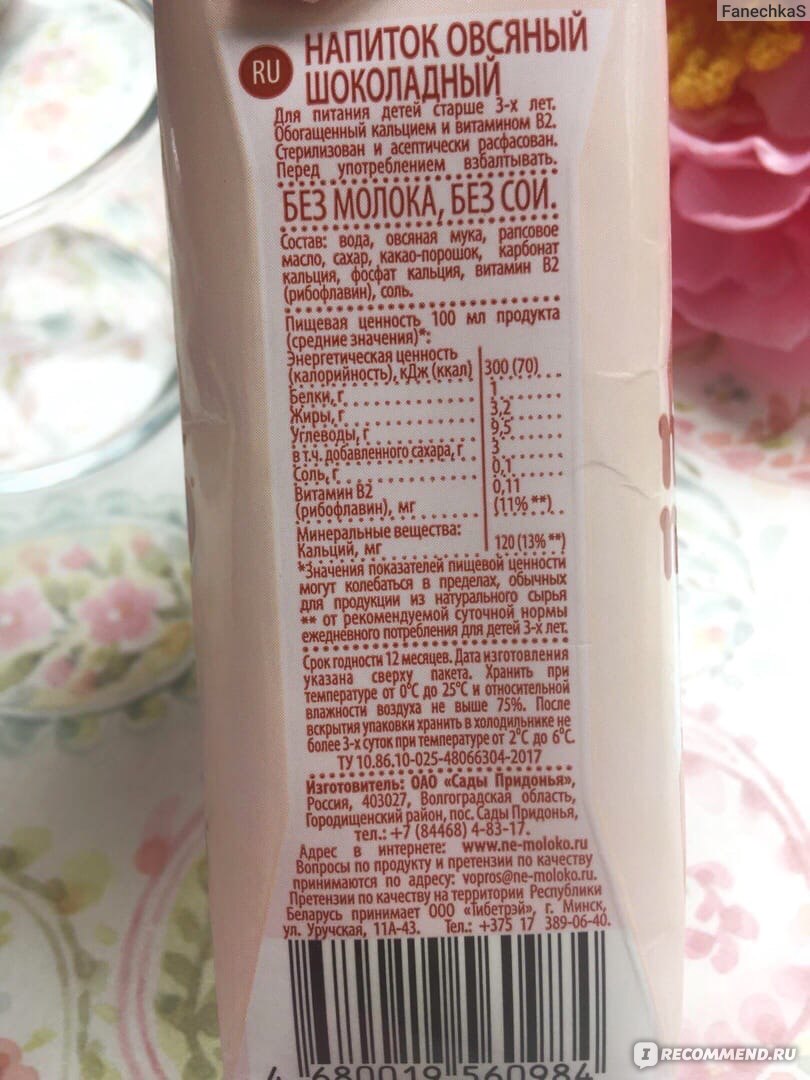 FanechkaS
RU
НАПИТОК ОВСЯНЫЙ
ШОКОЛАДНЫЙ
Для питания детей старше 3-х лет.
Обогащенный кальцием и витамином В2.
Стерилизован и асептически расфасован.
Перед употреблением взбалтывать.
БЕЗ МОЛОКА, БЕЗ СОИ.
Состав: вода, овсяная мука, рапсовое
масло, сахар, какао-порошок, карбонат
кальция, фосфат кальция, витамин В2
(рибофлавин), соль.
Пищевая ценность 100 мл продукта
(средние значения)*:
Энергетическая ценность
(калорийность), кДж (ккал) 300 (70)
Белки, г 1
Жиры, г 3,2
Углеводы, г 9,5
в т.ч. добавленного сахара, г 3
Соль, г 0,1
Витамин В2 0,11
(рибофлавин), мг (11% **)
Минеральные вещества:
Кальций, мг 120 (13% **)
*Значения показателей пищевой ценности
могут колебаться в пределах, обычных
для продукции из натурального сырья
** от рекомендуемой суточной нормы
ежедневного потребления для детей 3-х лет.
Срок годности 12 месяцев. Дата изготовления
указана сверху пакета. Хранить при
температуре от 0°С до 25°С и относительной
влажности воздуха не выше 75%. После
вскрытия упаковки хранить в холодильнике не
более 3-х суток при температуре от 2°С до 6°С.
ТУ 10.86.10-025-48066304-2017
Изготовитель: ОАО «Сады Придонья»,
Россия, 403027, Волгоградская область,
Городищенский район, пос. Сады Придонья,
тел.: +7 (84468) 4-83-17.
Адрес в интернете: www.ne-moloko.ru
Вопросы по продукту и претензии по качеству
принимаются по адресу: vopros@ne-moloko.ru.
Претензии по качеству на территории Республики
Беларусь принимает ООО «Тибетрэй», г. Минск,
ул. Уручская, 11А-43. Тел.: +375 17 389-06-40.
4 680019 560984
IRECOMMEND.RU